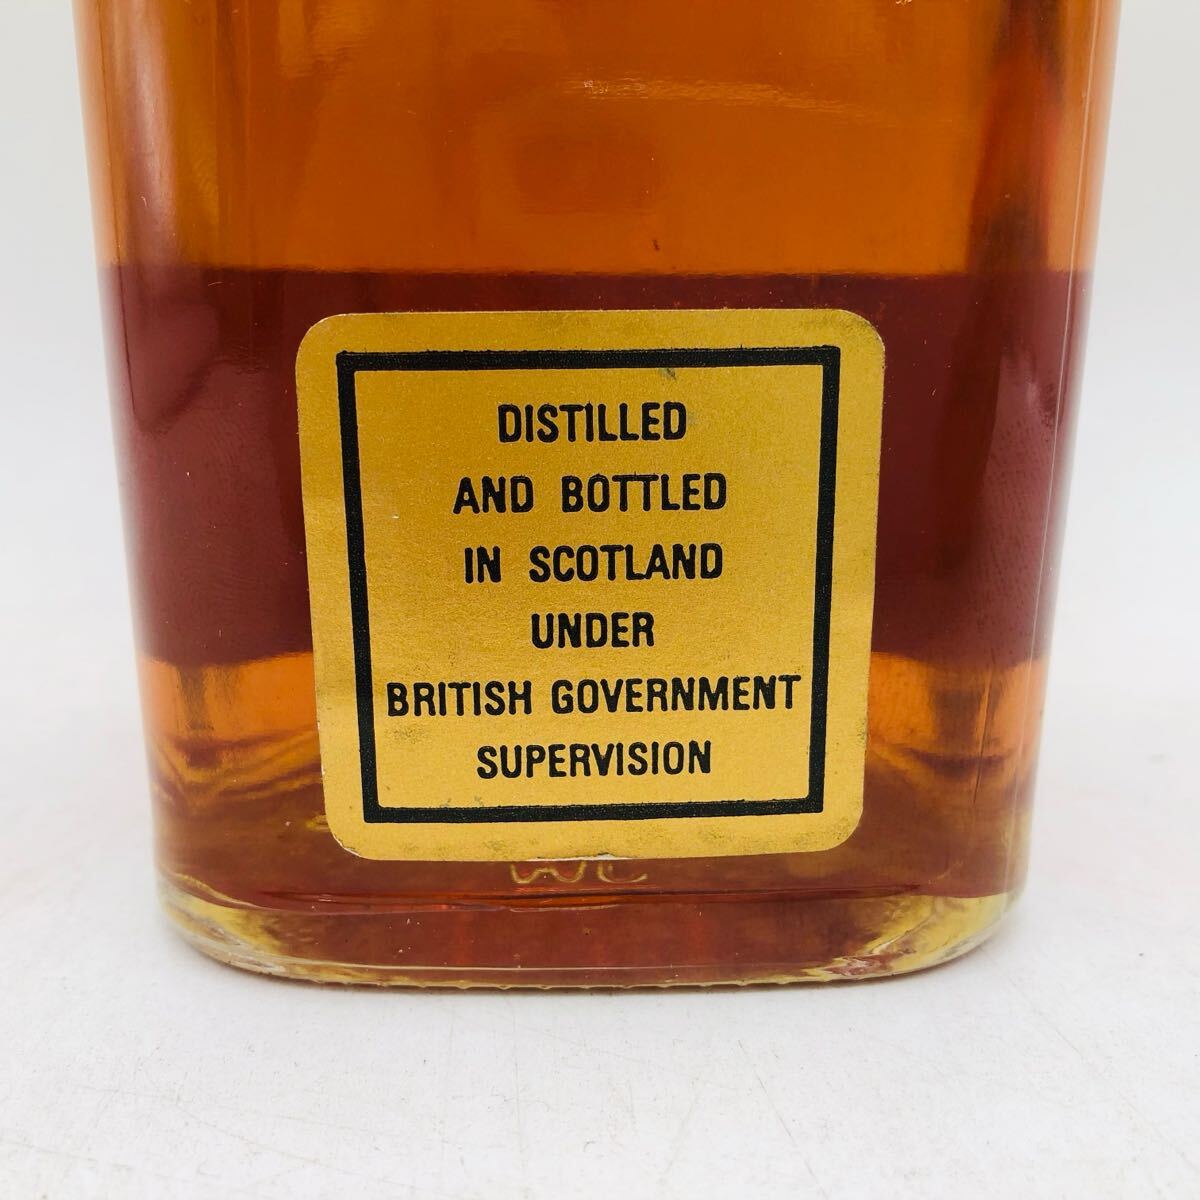 DISTILLED
AND BOTTLED
IN SCOTLAND
UNDER
BRITISH GOVERNMENT
SUPERVISION